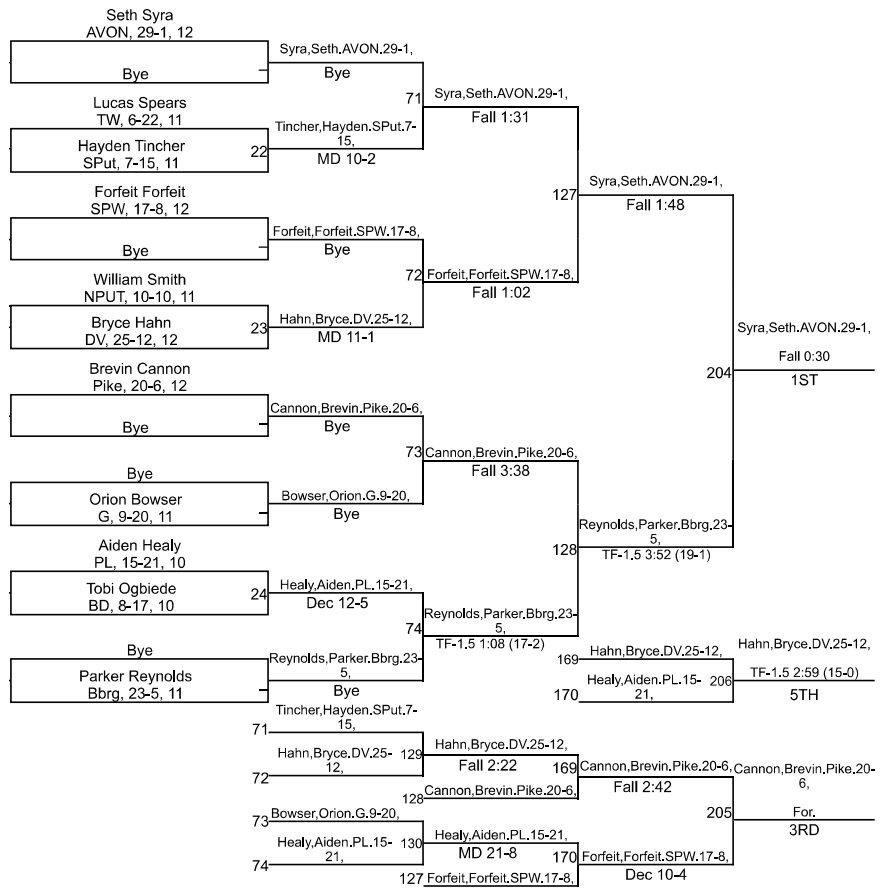 Seth Syra
AVON, 29-1, 12
Syra,Seth.AVON.29-1,
Bye
Bye
71
Syra,Seth.AVON.29-1,
Fall 1:31
Lucas Spears
TW, 6-22, 11
Hayden Tincher
SPut, 7-15, 11
22
Tincher,Hayden.SPut.7-
15,
MD 10-2
127
Syra,Seth.AVON.29-1,
Fall 1:48
Forfeit Forfeit
SPW, 17-8, 12
Forfeit,Forfeit.SPW.17-8,
Bye
Bye
72
Forfeit,Forfeit.SPW.17-8,
Fall 1:02
William Smith
NPUT, 10-10, 11
Bryce Hahn
DV, 25-12, 12
23
Hahn,Bryce.DV.25-12,
MD 11-1
Syra,Seth.AVON.29-1,
Fall 0:30
204
1ST
Brevin Cannon
Pike, 20-6, 12
Cannon,Brevin.Pike.20-6,
Bye
Bye
73
Cannon,Brevin.Pike.20-6,
Fall 3:38
Bye
Orion Bowser
G, 9-20, 11
Bowser,Orion.G.9-20,
Bye
128
Reynolds,Parker.Bbrg.23-
5,
TF-1.5 3:52 (19-1)
Aiden Healy
PL, 15-21, 10
Tobi Ogbiede
BD, 8-17, 10
24
Healy,Aiden.PL.15-21,
Dec 12-5
74
Reynolds,Parker.Bbrg.23-
5,
TF-1.5 1:08 (17-2)
Bye
Parker Reynolds
Bbrg, 23-5, 11
Reynolds,Parker.Bbrg.23-
5,
Bye
169
Hahn,Bryce.DV.25-12,
170
Healy,Aiden.PL.15-
21,
206
Hahn,Bryce.DV.25-12,
TF-1.5 2:59 (15-0)
5TH
71
Tincher,Hayden.SPut.7-
15,
72
Hahn,Bryce.DV.25-
12,
129
Hahn,Bryce.DV.25-12,
Fall 2:22
128
Cannon,Brevin.Pike.20-6,
169
Cannon,Brevin.Pike.20-6,
Fall 2:42
73
Bowser,Orion.G.9-20,
74
Healy,Aiden.PL.15-
21,
130
Healy,Aiden.PL.15-21,
MD 21-8
127
Forfeit,Forfeit.SPW.17-8,
170
Forfeit,Forfeit.SPW.17-8,
Dec 10-4
205
Cannon,Brevin.Pike.20-
6,
For.
3RD